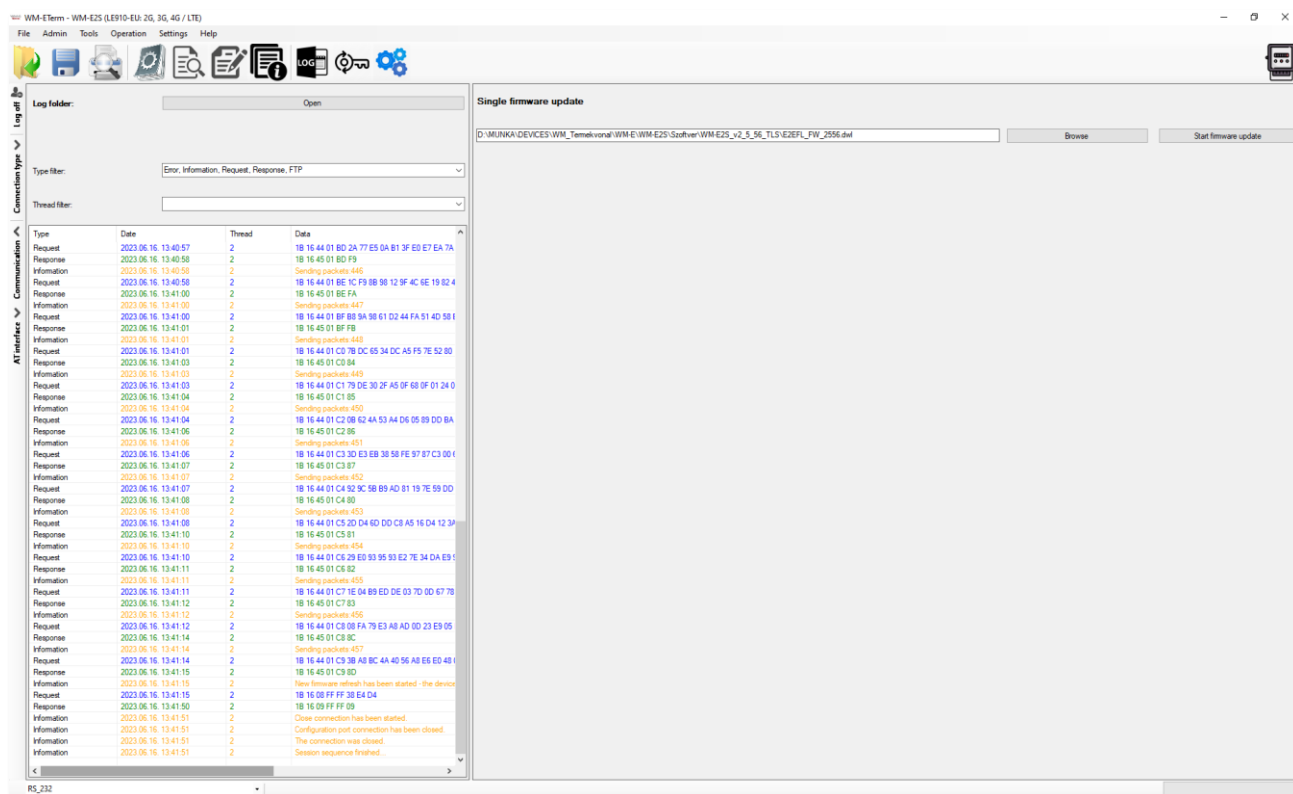 WM-ETerm - WM-E2S (LE910-EU: 2G, 3G, 4G / LTE)
File Admin Tools Operation Settings Help
LOG
Log off
Connection type
Communication
AT interface
Log folder:
Open
Type filter:
Error, Information, Request, Response, FTP
Thread filter:
Type Date Thread Data
Request 2023.06.16. 13:40:57 2 1B 16 44 01 BD 2A 77 E5 0A B1 3F E0 E7 EA 7A
Response 2023.06.16. 13:40:58 2 1B 16 45 01 BD F9
Information 2023.06.16. 13:40:58 2 Sending packets:446
Request 2023.06.16. 13:40:58 2 1B 16 44 01 BE 1C F9 8B 98 12 9F 4C 6E 19 82 4
Response 2023.06.16. 13:41:00 2 1B 16 45 01 BE FA
Information 2023.06.16. 13:41:00 2 Sending packets:447
Request 2023.06.16. 13:41:00 2 1B 16 44 01 BF B8 9A 98 61 D2 44 FA 51 4D 58
Response 2023.06.16. 13:41:01 2 1B 16 45 01 BF FB
Information 2023.06.16. 13:41:01 2 Sending packets:448
Request 2023.06.16. 13:41:01 2 1B 16 44 01 C0 7B DC 65 34 DC A5 F5 7E 52 80
Response 2023.06.16. 13:41:03 2 1B 16 45 01 C0 84
Information 2023.06.16. 13:41:03 2 Sending packets:449
Request 2023.06.16. 13:41:03 2 1B 16 44 01 C1 79 DE 30 2F A5 0F 68 0F 01 24 0
Response 2023.06.16. 13:41:04 2 1B 16 45 01 C1 85
Information 2023.06.16. 13:41:04 2 Sending packets:450
Request 2023.06.16. 13:41:04 2 1B 16 44 01 C2 0B 62 4A 53 A4 D6 05 89 DD BA
Response 2023.06.16. 13:41:06 2 1B 16 45 01 C2 86
Information 2023.06.16. 13:41:06 2 Sending packets:451
Request 2023.06.16. 13:41:06 2 1B 16 44 01 C3 3D E3 EB 38 58 FE 97 87 C3 00
Response 2023.06.16. 13:41:07 2 1B 16 45 01 C3 87
Information 2023.06.16. 13:41:07 2 Sending packets:452
Request 2023.06.16. 13:41:07 2 1B 16 44 01 C4 92 9C 5B B9 AD 81 19 7E 59 DD
Response 2023.06.16. 13:41:08 2 1B 16 45 01 C4 80
Information 2023.06.16. 13:41:08 2 Sending packets:453
Request 2023.06.16. 13:41:08 2 1B 16 44 01 C5 2D D4 6D DD C8 A5 16 D4 12 3A
Response 2023.06.16. 13:41:10 2 1B 16 45 01 C5 81
Information 2023.06.16. 13:41:10 2 Sending packets:454
Request 2023.06.16. 13:41:10 2 1B 16 44 01 C6 29 E0 93 95 93 E2 7E 34 DA E9
Response 2023.06.16. 13:41:11 2 1B 16 45 01 C6 82
Information 2023.06.16. 13:41:11 2 Sending packets:455
Request 2023.06.16. 13:41:11 2 1B 16 44 01 C7 1E 04 B9 ED DE 03 7D 0D 67 78
Response 2023.06.16. 13:41:12 2 1B 16 45 01 C7 83
Information 2023.06.16. 13:41:12 2 Sending packets:456
Request 2023.06.16. 13:41:12 2 1B 16 44 01 C8 08 FA 79 E3 A8 AD 0D 23 E9 05
Response 2023.06.16. 13:41:14 2 1B 16 45 01 C8 8C
Information 2023.06.16. 13:41:14 2 Sending packets:457
Request 2023.06.16. 13:41:14 2 1B 16 44 01 C9 3B A8 BC 4A 40 56 A8 E6 E0 48
Response 2023.06.16. 13:41:15 2 1B 16 45 01 C9 8D
Information 2023.06.16. 13:41:15 2 New firmware refresh has been started - the device
Request 2023.06.16. 13:41:15 2 1B 16 08 FF FF 38 E4 D4
Response 2023.06.16. 13:41:50 2 1B 16 09 FF FF 09
Information 2023.06.16. 13:41:51 2 Close connection has been started.
Information 2023.06.16. 13:41:51 2 Configuration port connection has been closed.
Information 2023.06.16. 13:41:51 2 The connection was closed.
Information 2023.06.16. 13:41:51 2 Session sequence finished...
Single firmware update
D:\MUNKA\DEVICES\WM_Termekvonal\WM-E\WM-E2S\Szoftver\WM-E2S_v2_5_56_TLS\E2EFL_FW_2556.dwl
Browse
Start firmware update
RS_232